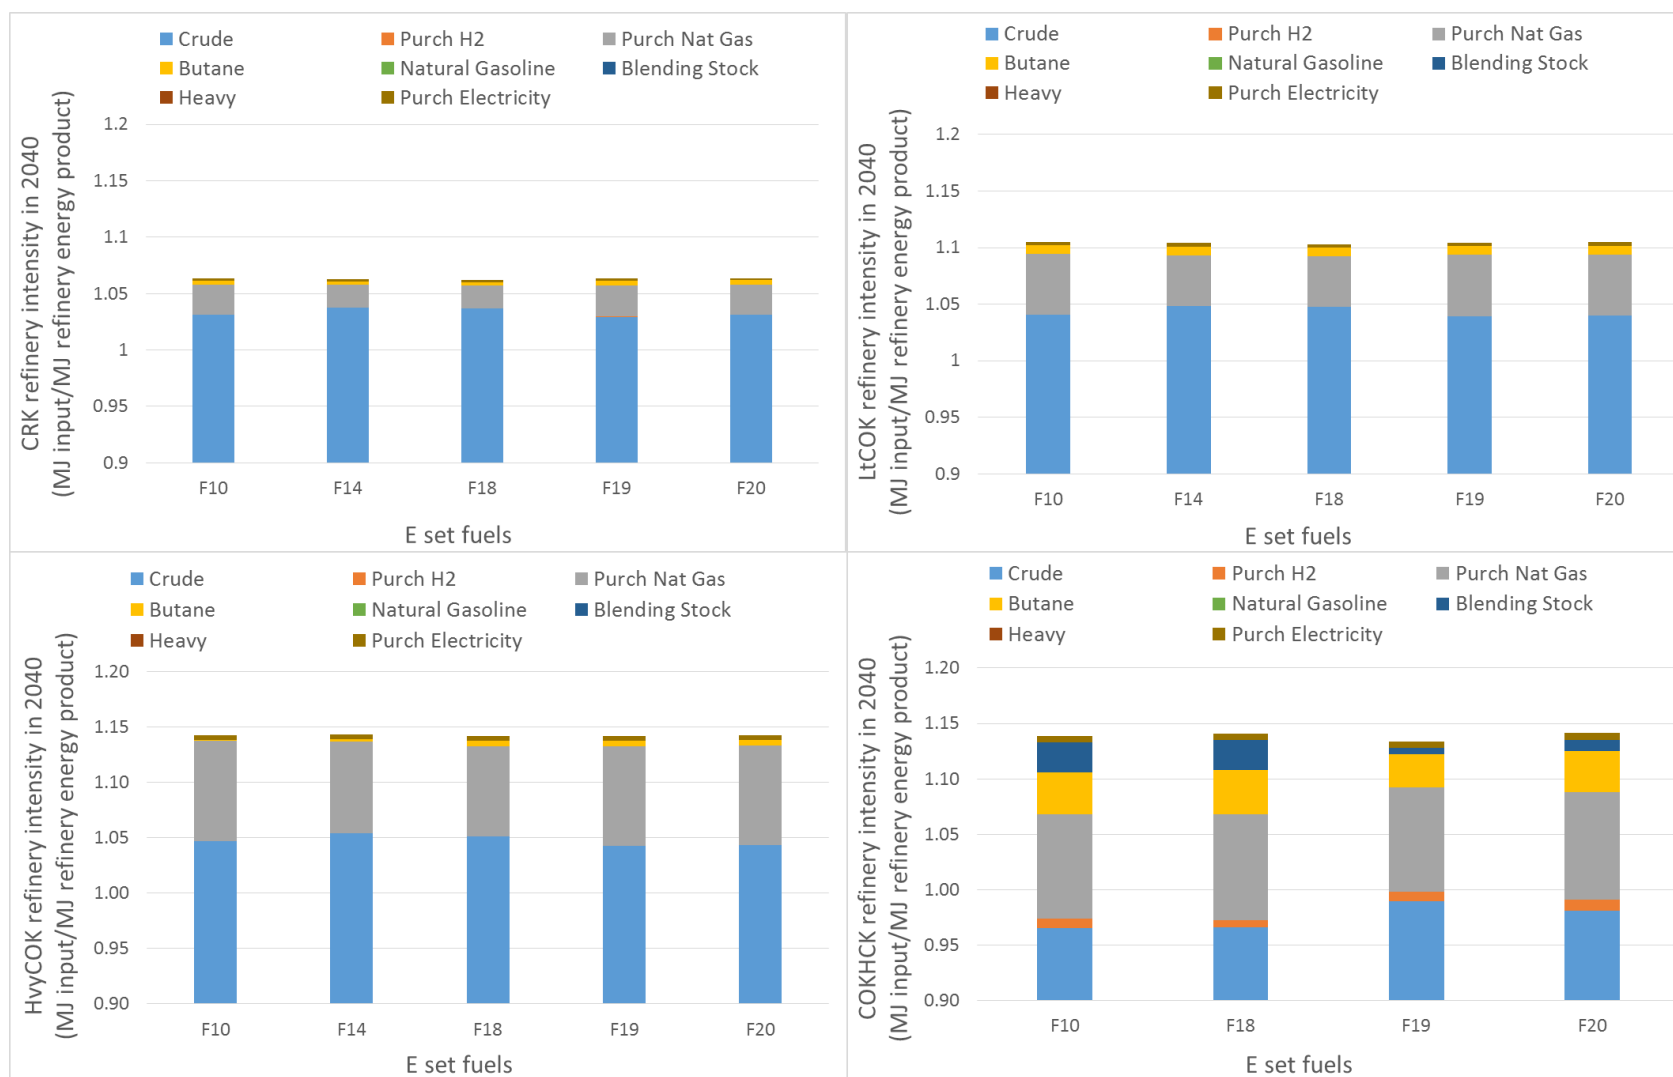 Crude Purch H2 Purch Nat Gas
Butane Natural Gasoline Blending Stock
Heavy Purch Electricity
CRK refinery intensity in 2040
(MJ input/MJ refinery energy product)
1.2
1.15
1.1
1.05
1
0.95
0.9
F10 F14 F18 F19 F20
E set fuels
Crude Purch H2 Purch Nat Gas
Butane Natural Gasoline Blending Stock
Heavy Purch Electricity
LtCOK refinery intensity in 2040
(MJ input/MJ refinery energy product)
1.2
1.15
1.1
1.05
1
0.95
0.9
F10 F14 F18 F19 F20
E set fuels
Crude Purch H2 Purch Nat Gas
Butane Natural Gasoline Blending Stock
Heavy Purch Electricity
HvyCOK refinery intensity in 2040
(MJ input/MJ refinery energy product)
1.20
1.15
1.10
1.05
1.00
0.95
0.90
F10 F14 F18 F19 F20
E set fuels
Crude Purch H2 Purch Nat Gas
Butane Natural Gasoline Blending Stock
Heavy Purch Electricity
COKHCK refinery intensity in 2040
(MJ input/MJ refinery energy product)
1.20
1.15
1.10
1.05
1.00
0.95
0.90
F10 F18 F19 F20
E set fuels